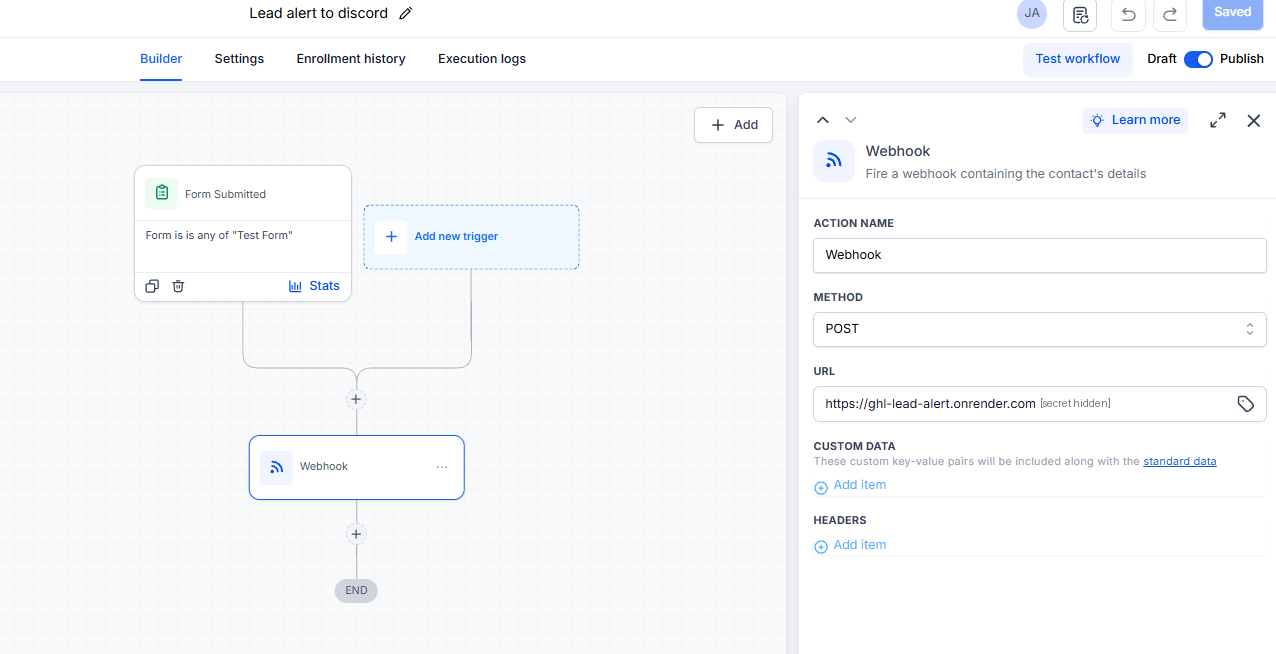 Lead alert to discord
JA
Saved
Builder
Settings
Enrollment history
Execution logs
Test workflow
Draft
Publish
Add
Form Submitted
Form is is any of "Test Form"
Stats
Add new trigger
Webhook
END
Learn more
Webhook
Fire a webhook containing the contact's details
ACTION NAME
Webhook
METHOD
POST
URL
https://ghl-lead-alert.onrender.com [secret hidden]
CUSTOM DATA
These custom key-value pairs will be included along with the standard data
Add item
HEADERS
Add item